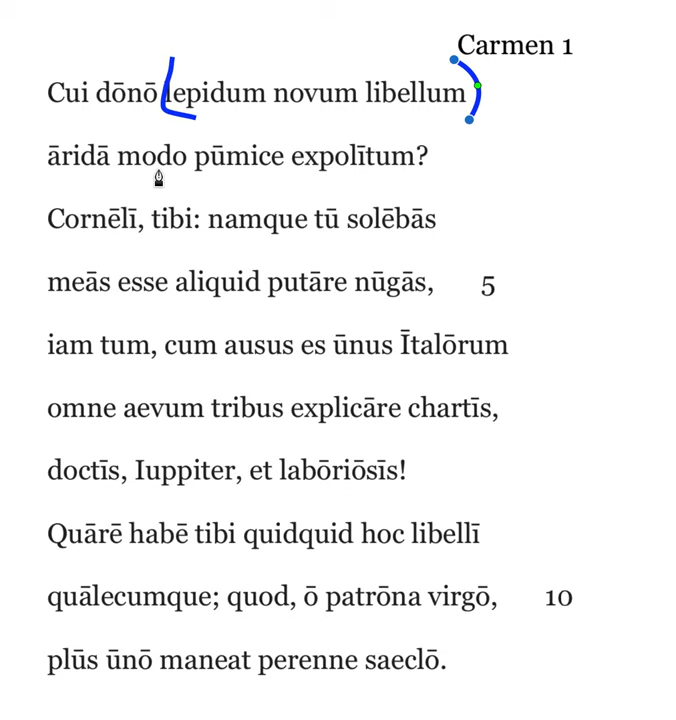 Carmen 1
Cui dōnō lepidum novum libellum
āridā modo pūmice expolītum?
Cornēlī, tibi: namque tū solēbās
meās esse aliquid putāre nūgās, 5
iam tum, cum ausus es ūnus Ītalōrum
omne aevum tribus explicāre chartīs,
doctīs, Iuppiter, et labōriōsīs!
Quārē habē tibi quidquid hoc libellī
quālecumque; quod, ō patrōna virgō, 10
plūs ūnō maneat perenne saeclō.